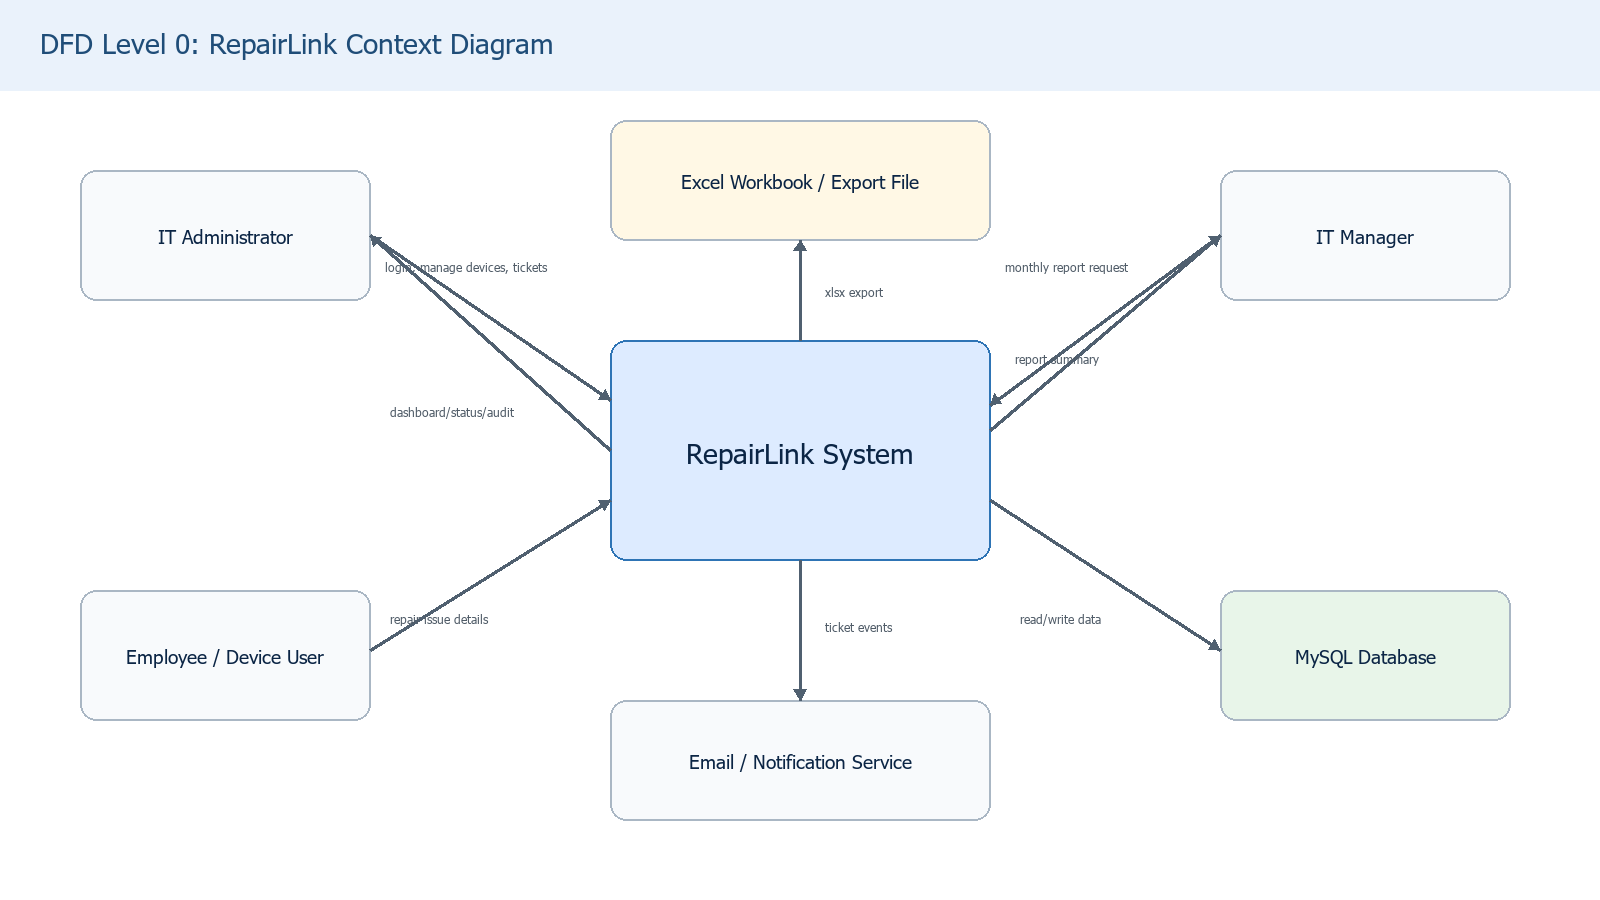 DFD Level 0: RepairLink Context Diagram
Excel Workbook / Export File
IT Administrator
IT Manager
login, manage devices, tickets
monthly report request
xlsx export
report summary
dashboard/status/audit
RepairLink System
repair issue details
ticket events
read/write data
Employee / Device User
MySQL Database
Email / Notification Service